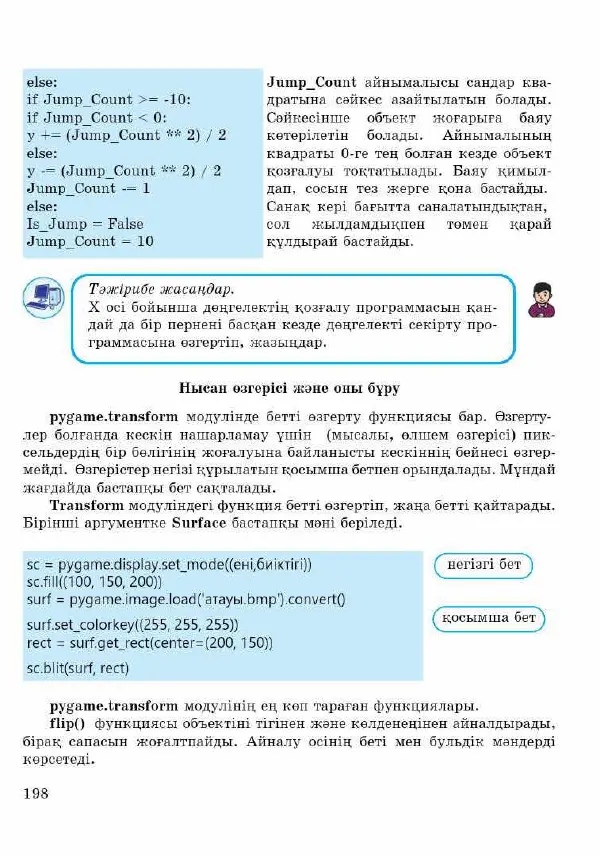 else:
if Jump_Count >= -10:
if Jump_Count < 0:
y += (Jump_Count ** 2) / 2
else:
y -= (Jump_Count ** 2) / 2
Jump_Count -= 1
else:
Is_Jump = False
Jump_Count = 10
Jump_Count айнымалысы сандар ква-
дратына сәйкес азайтылатын болады.
Сәйкесінше объект жоғарыға баяу
көтерілетін болады. Айнымалының
квадраты 0-ге тең болған кезде объект
қозғалуы тоқтатылады. Баяу қимыл-
дап, сосын тез жерге қона бастайды.
Санақ кері бағытта саналатындықтан,
сол жылдамдықпен төмен қарай
құлдырай бастайды.
Тәжірибе жасаңдар.
X осі бойынша дөңгелектің қозғалу программасын қан-
дай да бір пернені басқан кезде дөңгелекті секірту про-
граммасына өзгертіп, жазыңдар.
Нысан өзгерісі және оны бұру
pygame.transform модулінде бетті өзгерту функциясы бар. Өзгерту-
лер болғанда кескін нашарламау үшін (мысалы, өлшем өзгерісі) пик-
сельдердің бір бөлігінің жоғалуына байланысты кескіннің бейнесі өзгер-
мейді. Өзгерістер негізі құрылатын қосымша бетпен орындалады. Мұндай
жағдайда бастапқы бет сақталады.
Transform модуліндегі функция бетті өзгертіп, жаңа бетті қайтарады.
Бірінші аргументке Surface бастапқы мәні беріледі.
sc = pygame.display.set_mode((ені,биіктігі))
sc.fill((100, 150, 200))
surf = pygame.image.load('атауы.bmp').convert()
surf.set_colorkey((255, 255, 255))
rect = surf.get_rect(center=(200, 150))
sc.blit(surf, rect)
негізгі бет
қосымша бет
pygame.transform модулінің ең көп тараған функциялары.
flip() функциясы объектіні тігінен және көлденеңінен айналдырады,
бірақ сапасын жоғалтпайды. Айналу осінің беті мен бульдік мәндерді
көрсетеді.
198